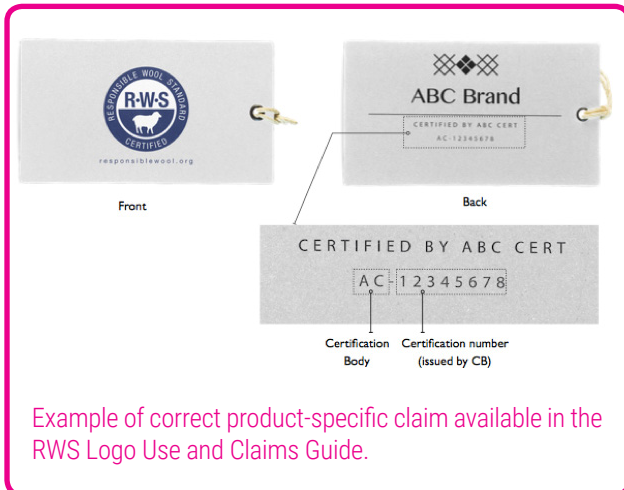 RESPONSIBLE WOOL STANDARD
R·W·S
CERTIFIED
responsiblewool.org
Front
ABC Brand
CERTIFIED BY ABC CERT
AC-12345678
Back
CERTIFIED BY ABC CERT
AC-12345678
Certification Certification number
Body (issued by CB)
Example of correct product-specific claim available in the
RWS Logo Use and Claims Guide.